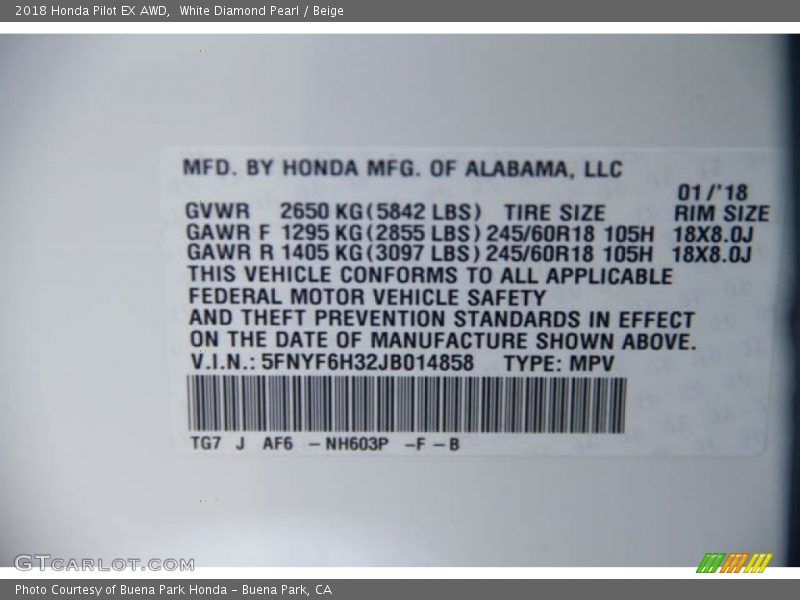 2018 Honda Pilot EX AWD,  White Diamond Pearl / Beige
MFD. BY HONDA MFG. OF ALABAMA, LLC
01/'18
GVWR 2650 KG(5842 LBS) TIRE SIZE RIM SIZE
GAWR F 1295 KG(2855 LBS) 245/60R18 105H 18X8.0J
GAWR R 1405 KG(3097 LBS) 245/60R18 105H 18X8.0J
THIS VEHICLE CONFORMS TO ALL APPLICABLE
FEDERAL MOTOR VEHICLE SAFETY
AND THEFT PREVENTION STANDARDS IN EFFECT
ON THE DATE OF MANUFACTURE SHOWN ABOVE.
V.I.N.: 5FNYF6H32JB014858 TYPE: MPV
TG7 J AF6 -NH603P -F -B
GTCARLOT.COM
Photo Courtesy of Buena Park Honda - Buena Park, CA